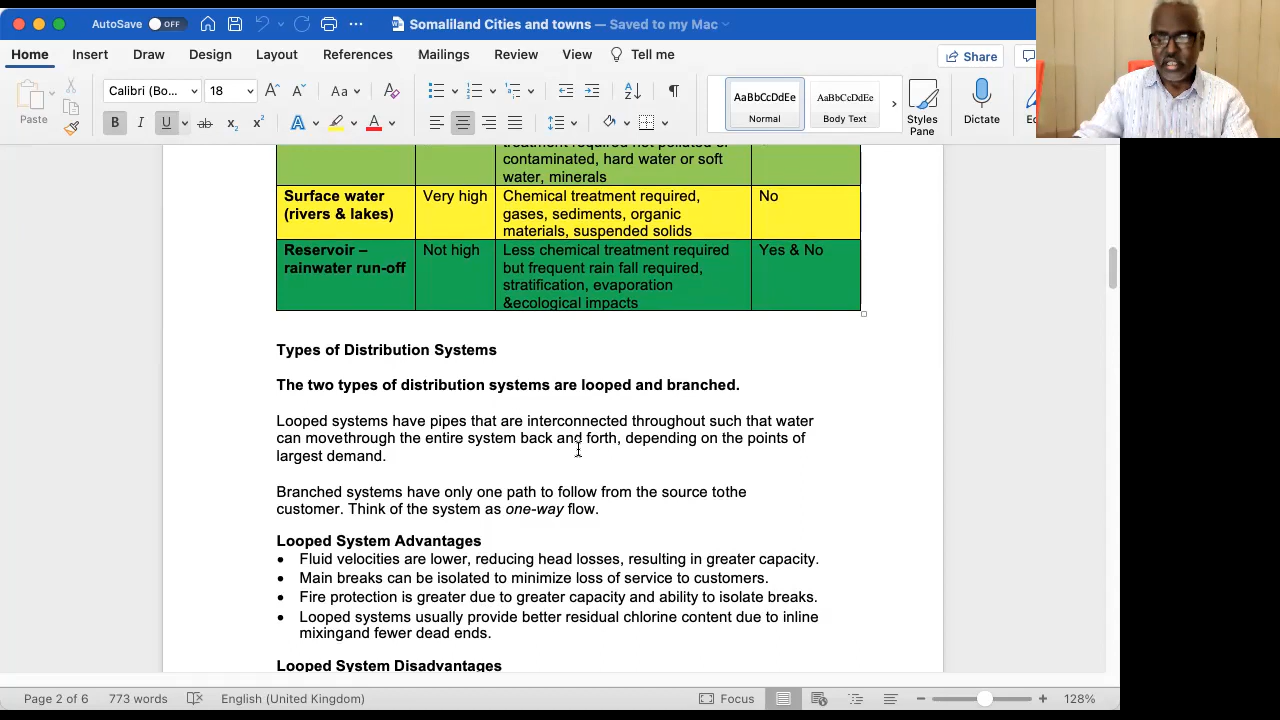 AutoSave OFF
Somaliland Cities and towns — Saved to my Mac
Home Insert Draw Design Layout References Mailings Review View Tell me
Share
Paste
Calibri (Bo... 18
AaBbCcDdEe AaBbCcDdEe
Normal Body Text
Styles Pane
Dictate
contaminated, hard water or soft
water, minerals
Surface water Very high Chemical treatment required, No
(rivers & lakes) gases, sediments, organic
materials, suspended solids
Reservoir – Not high Less chemical treatment required Yes & No
rainwater run-off but frequent rain fall required,
stratification, evaporation
&ecological impacts
Types of Distribution Systems
The two types of distribution systems are looped and branched.
Looped systems have pipes that are interconnected throughout such that water
can movethrough the entire system back and forth, depending on the points of
largest demand.
Branched systems have only one path to follow from the source tothe
customer. Think of the system as one-way flow.
Looped System Advantages
• Fluid velocities are lower, reducing head losses, resulting in greater capacity.
• Main breaks can be isolated to minimize loss of service to customers.
• Fire protection is greater due to greater capacity and ability to isolate breaks.
• Looped systems usually provide better residual chlorine content due to inline
mixingand fewer dead ends.
Looped System Disadvantages
Page 2 of 6 773 words English (United Kingdom) Focus 128%